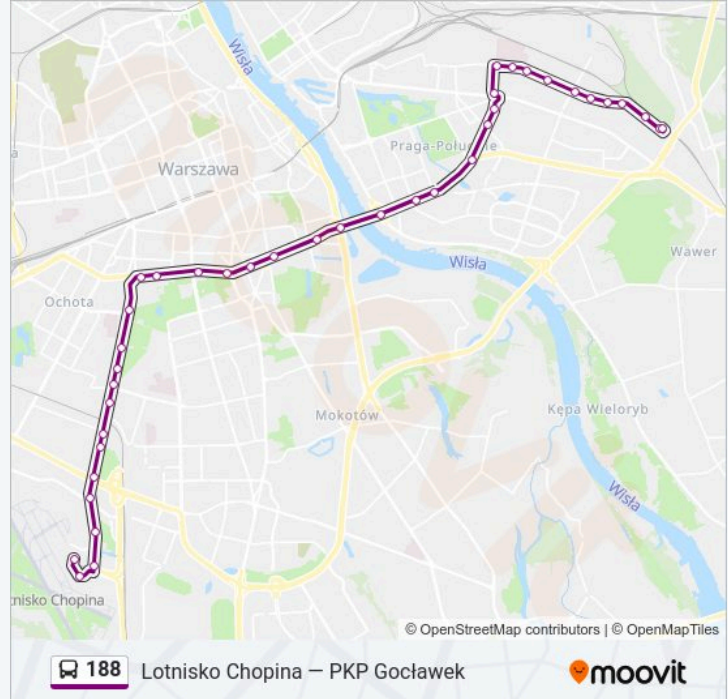 Wisła
Praga-Południe
Warszawa
Wawer
Wisła
Ochota
Mokotów
Kępa Wieloryb
Wisła
tnisko Chopina
© OpenStreetMap contributors | © OpenMapTiles
188 Lotnisko Chopina — PKP Gocławek
moovit